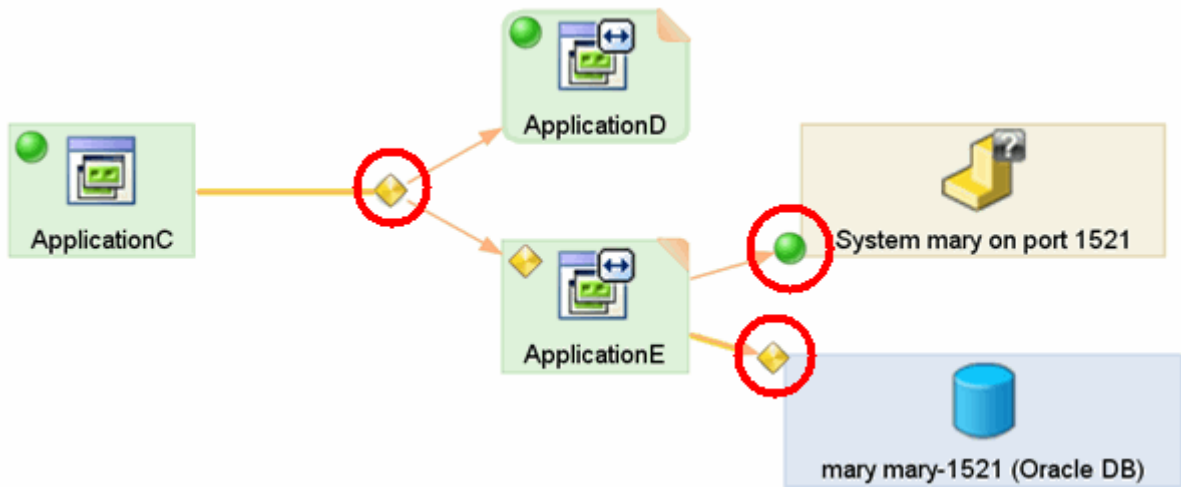 ApplicationD
ApplicationC
?
System mary on port 1521
ApplicationE
mary mary-1521 (Oracle DB)